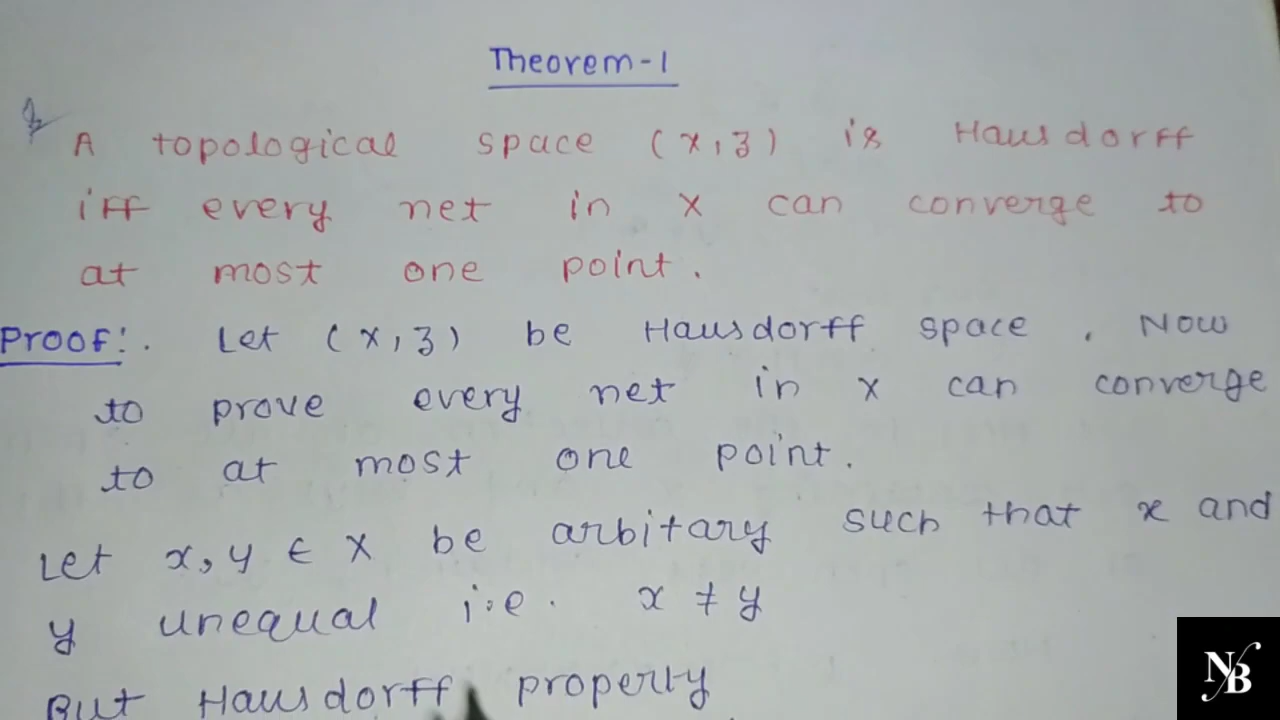 Theorem-1
A topological space (X,ʒ) is Hausdorff
iff every net in X can converge to
at most one point.
Proof:. Let (X,ʒ) be Hausdorff space. Now
to prove every net in X can converge
to at most one point.
Let x,y ∈ X be arbitary such that x and
y unequal i.e. x ≠ y
But Hausdorff property
NB